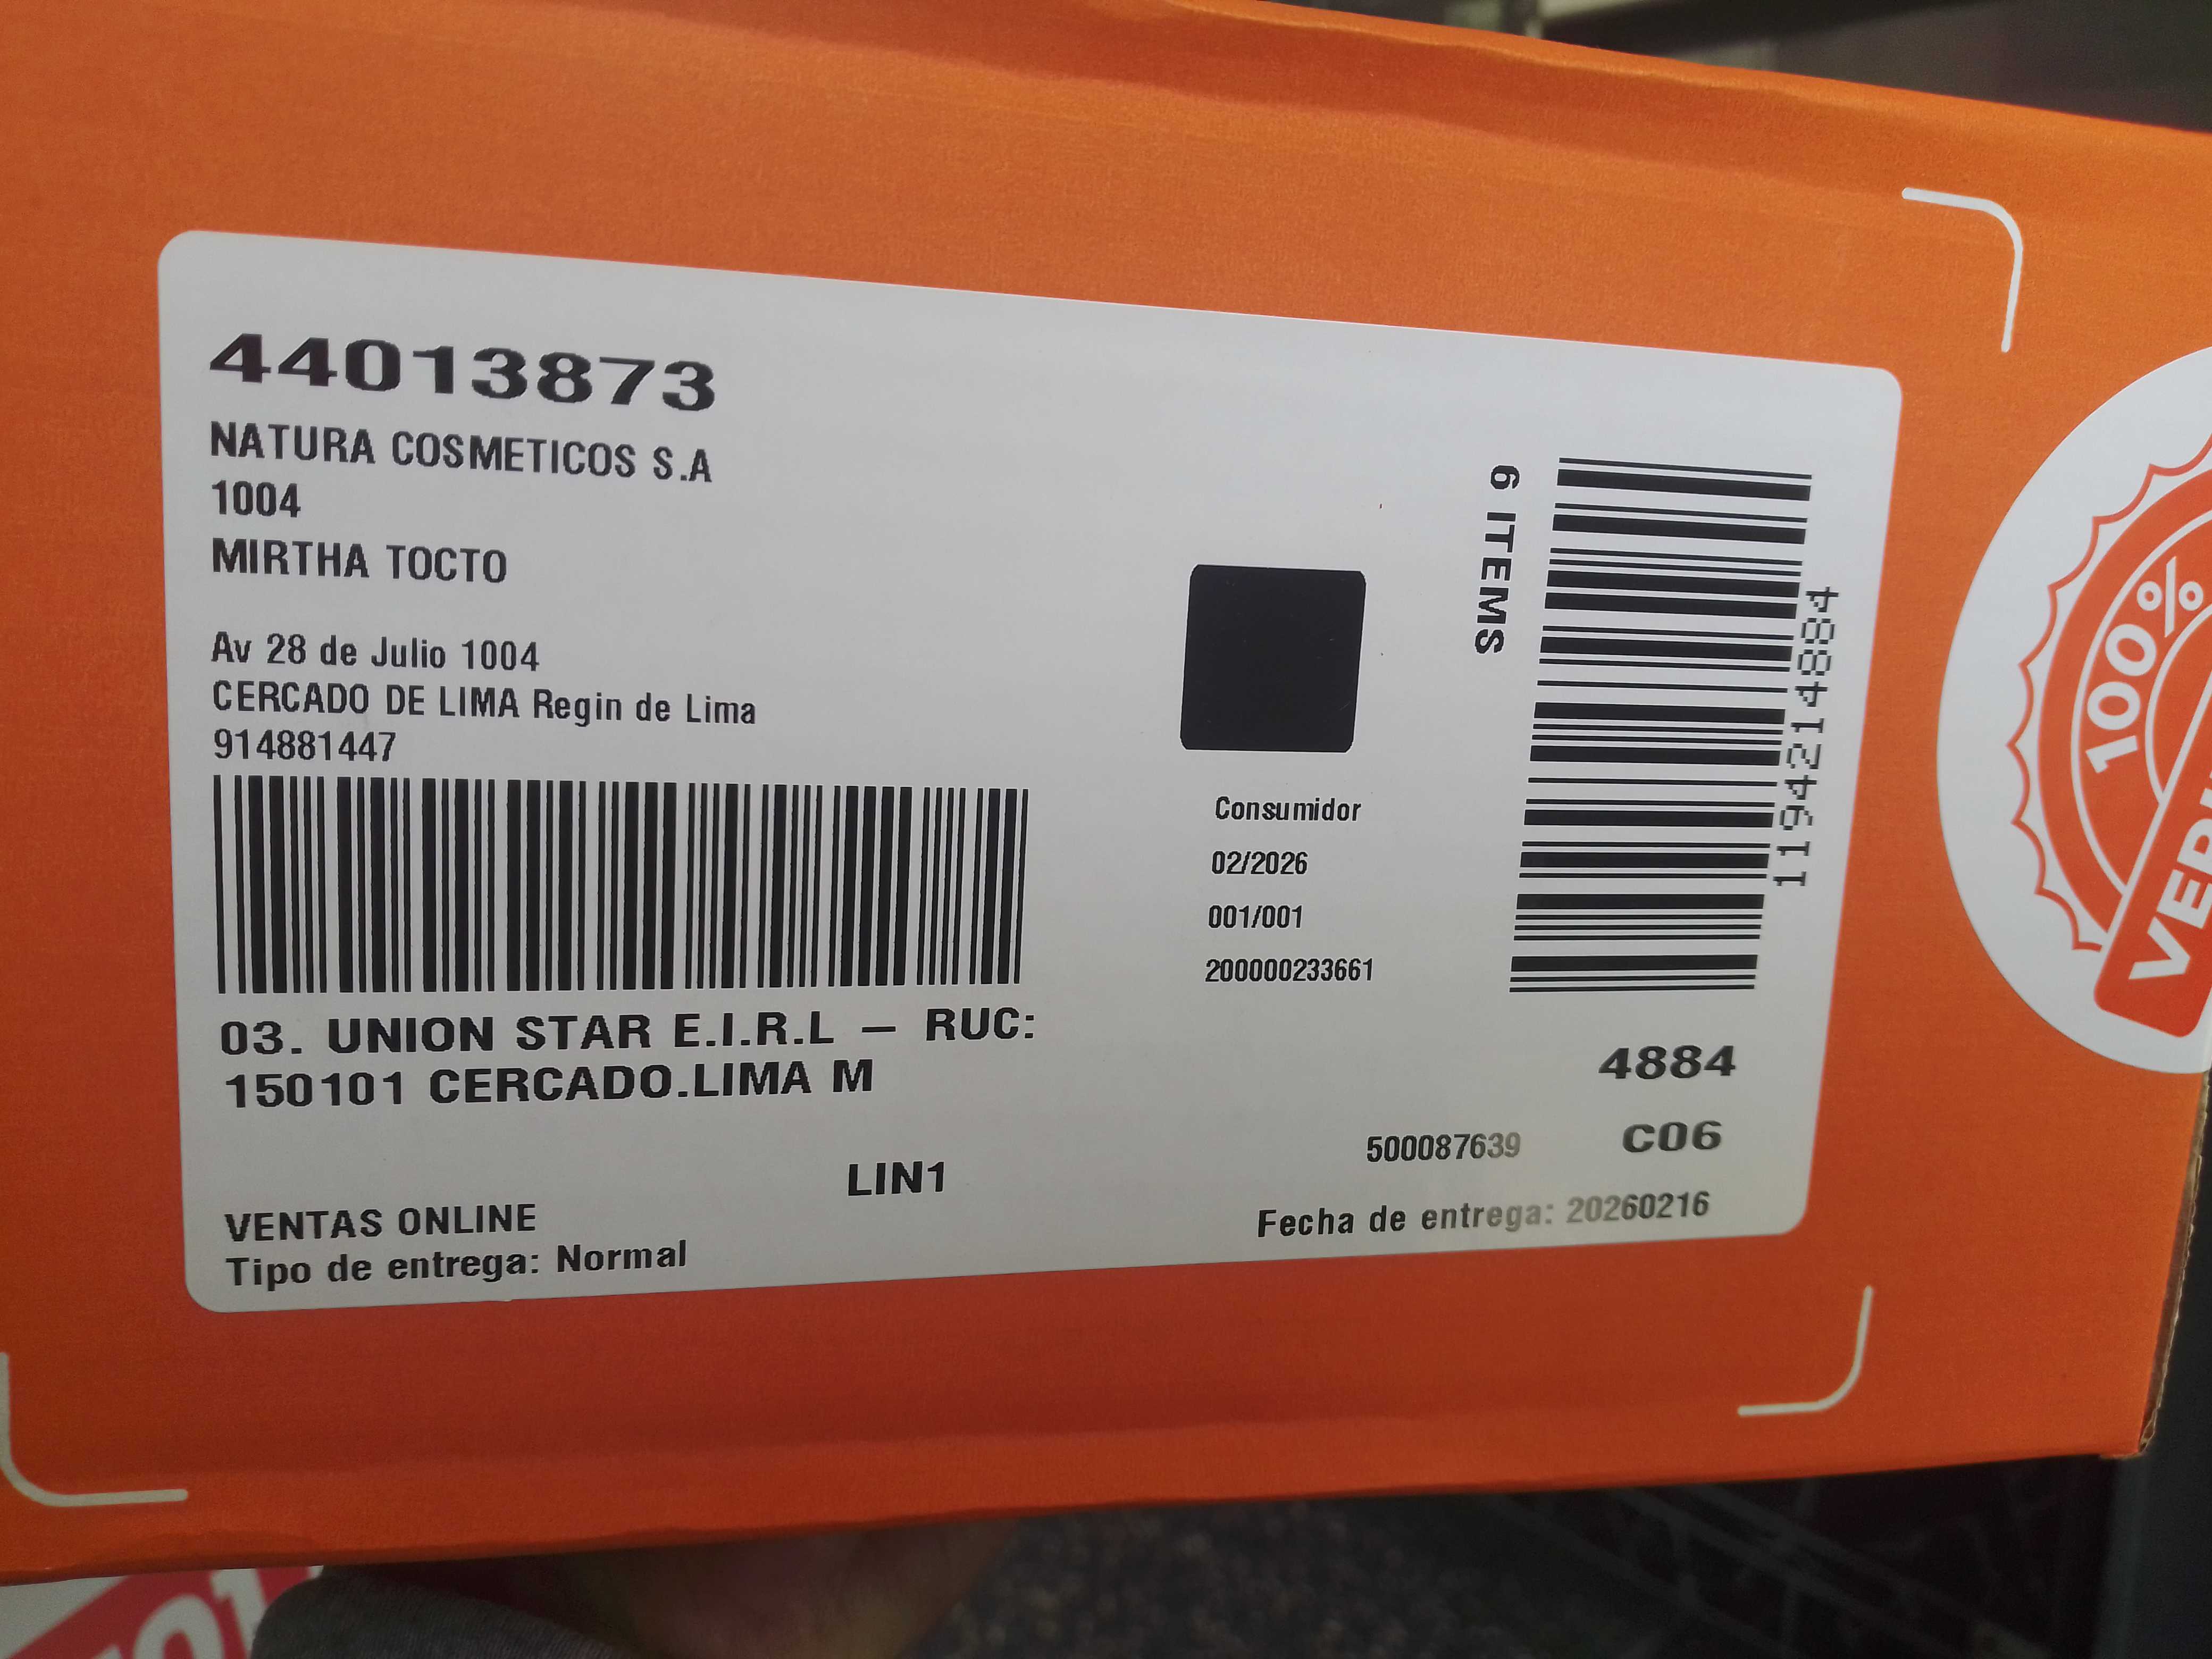 44013873
NATURA COSMETICOS S.A
1004
MIRTHA TOCTO
Av 28 de Julio 1004
CERCADO DE LIMA Regin de Lima
914881447
03. UNION STAR E.I.R.L – RUC:
150101 CERCADO.LIMA M
LIN1
VENTAS ONLINE
Tipo de entrega: Normal
Consumidor
02/2026
001/001
200000233661
6 ITEMS
1194214884
4884
500087639
C06
Fecha de entrega: 20260216
100%